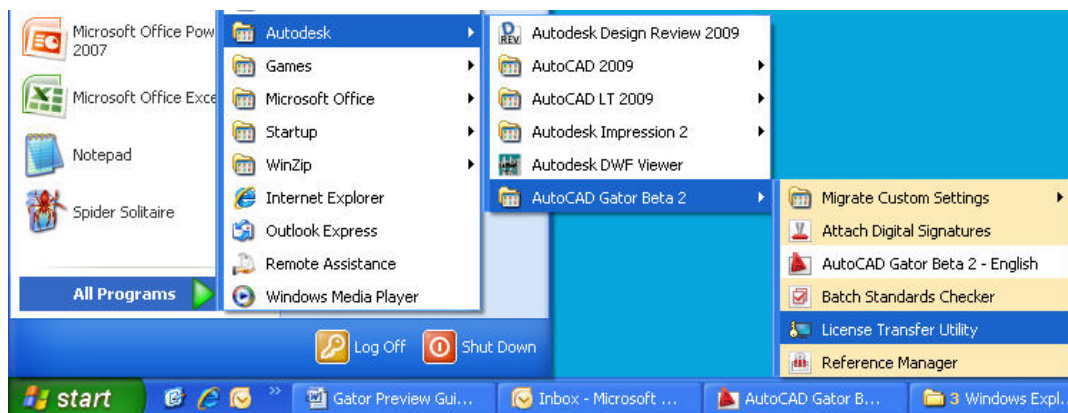 Microsoft Office Pow
2007
Microsoft Office Exce
Notepad
Spider Solitaire
All Programs
Autodesk
Games
Microsoft Office
Startup
WinZip
Internet Explorer
Outlook Express
Remote Assistance
Windows Media Player
Autodesk Design Review 2009
AutoCAD 2009
AutoCAD LT 2009
Autodesk Impression 2
Autodesk DWF Viewer
AutoCAD Gator Beta 2
Migrate Custom Settings
Attach Digital Signatures
AutoCAD Gator Beta 2 - English
Batch Standards Checker
License Transfer Utility
Reference Manager
Log Off
Shut Down
start
Gator Preview Gui...
Inbox - Microsoft ...
AutoCAD Gator B...
3 Windows Expl...